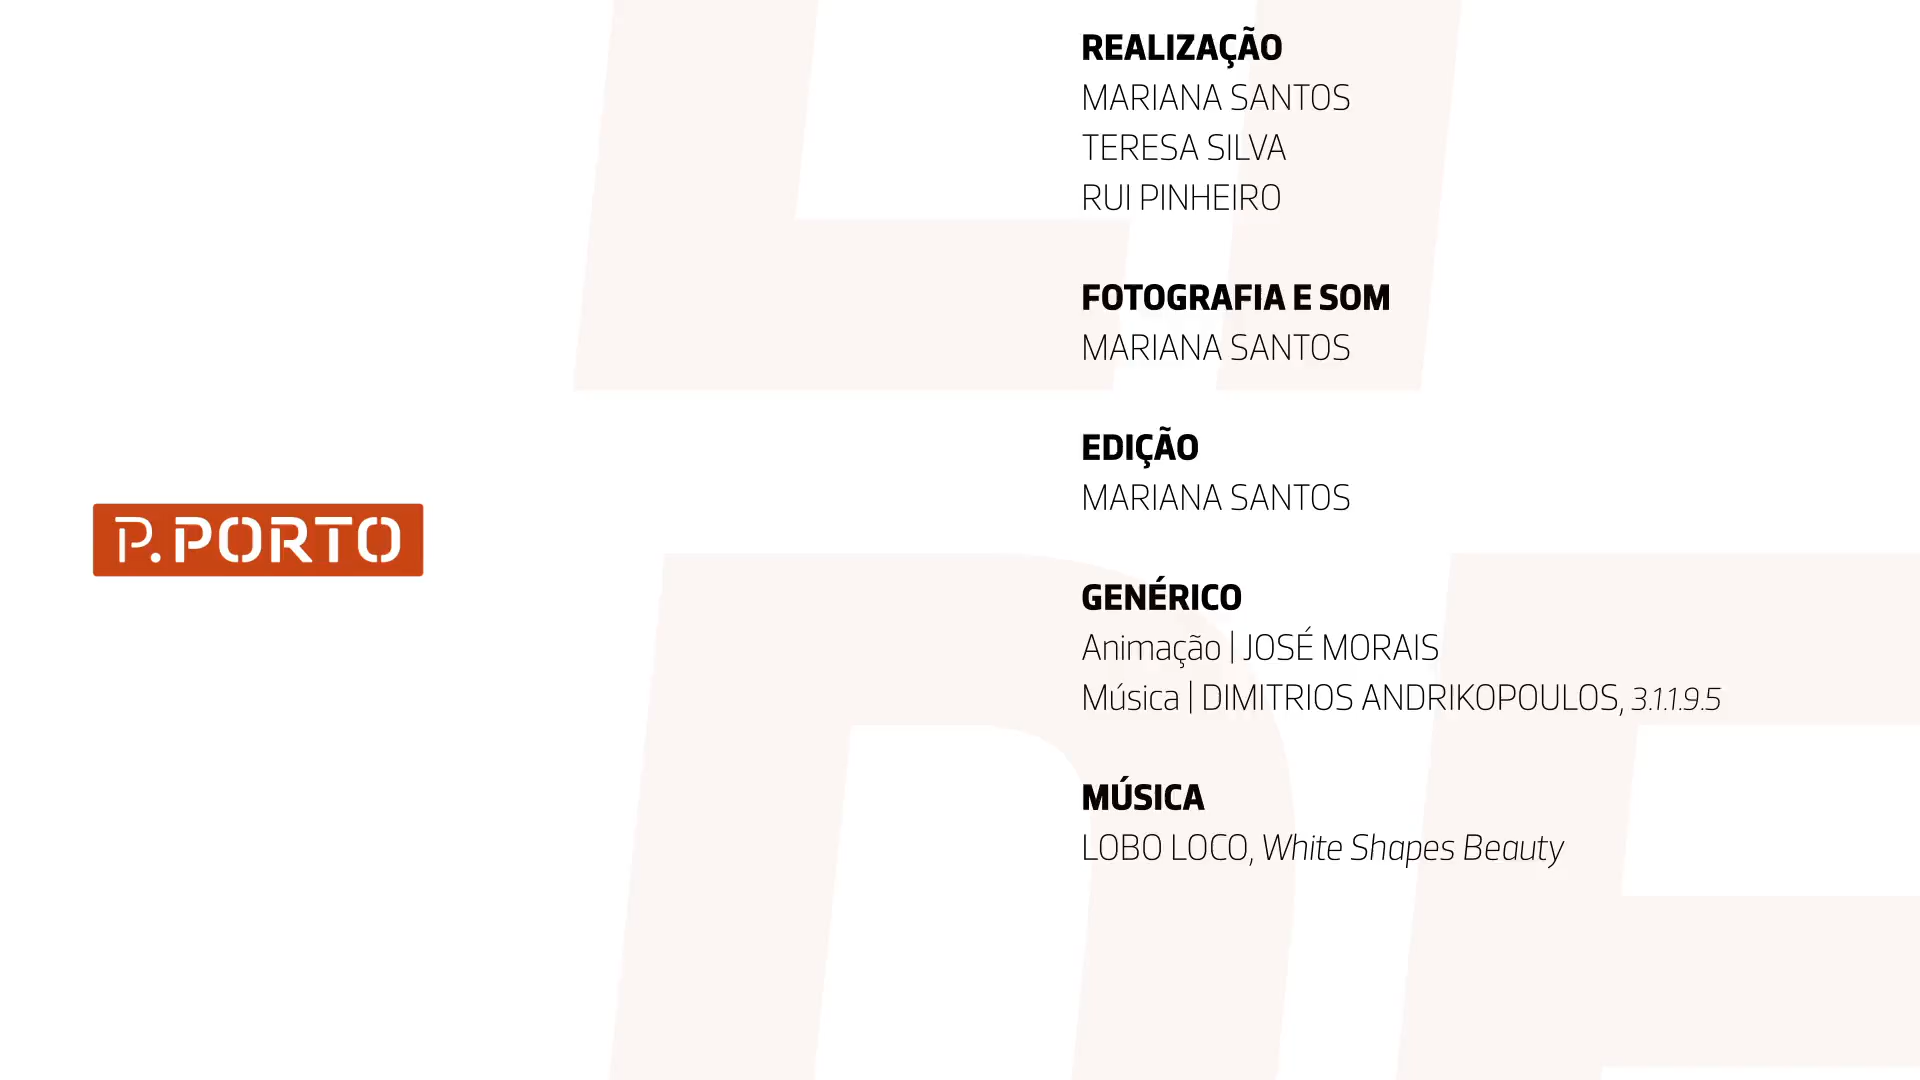 P.PORTO
REALIZAÇÃO
MARIANA SANTOS
TERESA SILVA
RUI PINHEIRO
FOTOGRAFIA E SOM
MARIANA SANTOS
EDIÇÃO
MARIANA SANTOS
GENÉRICO
Animação | JOSÉ MORAIS
Música | DIMITRIOS ANDRIKOPOULOS, 3.1.1.9.5
MÚSICA
LOBO LOCO, White Shapes Beauty